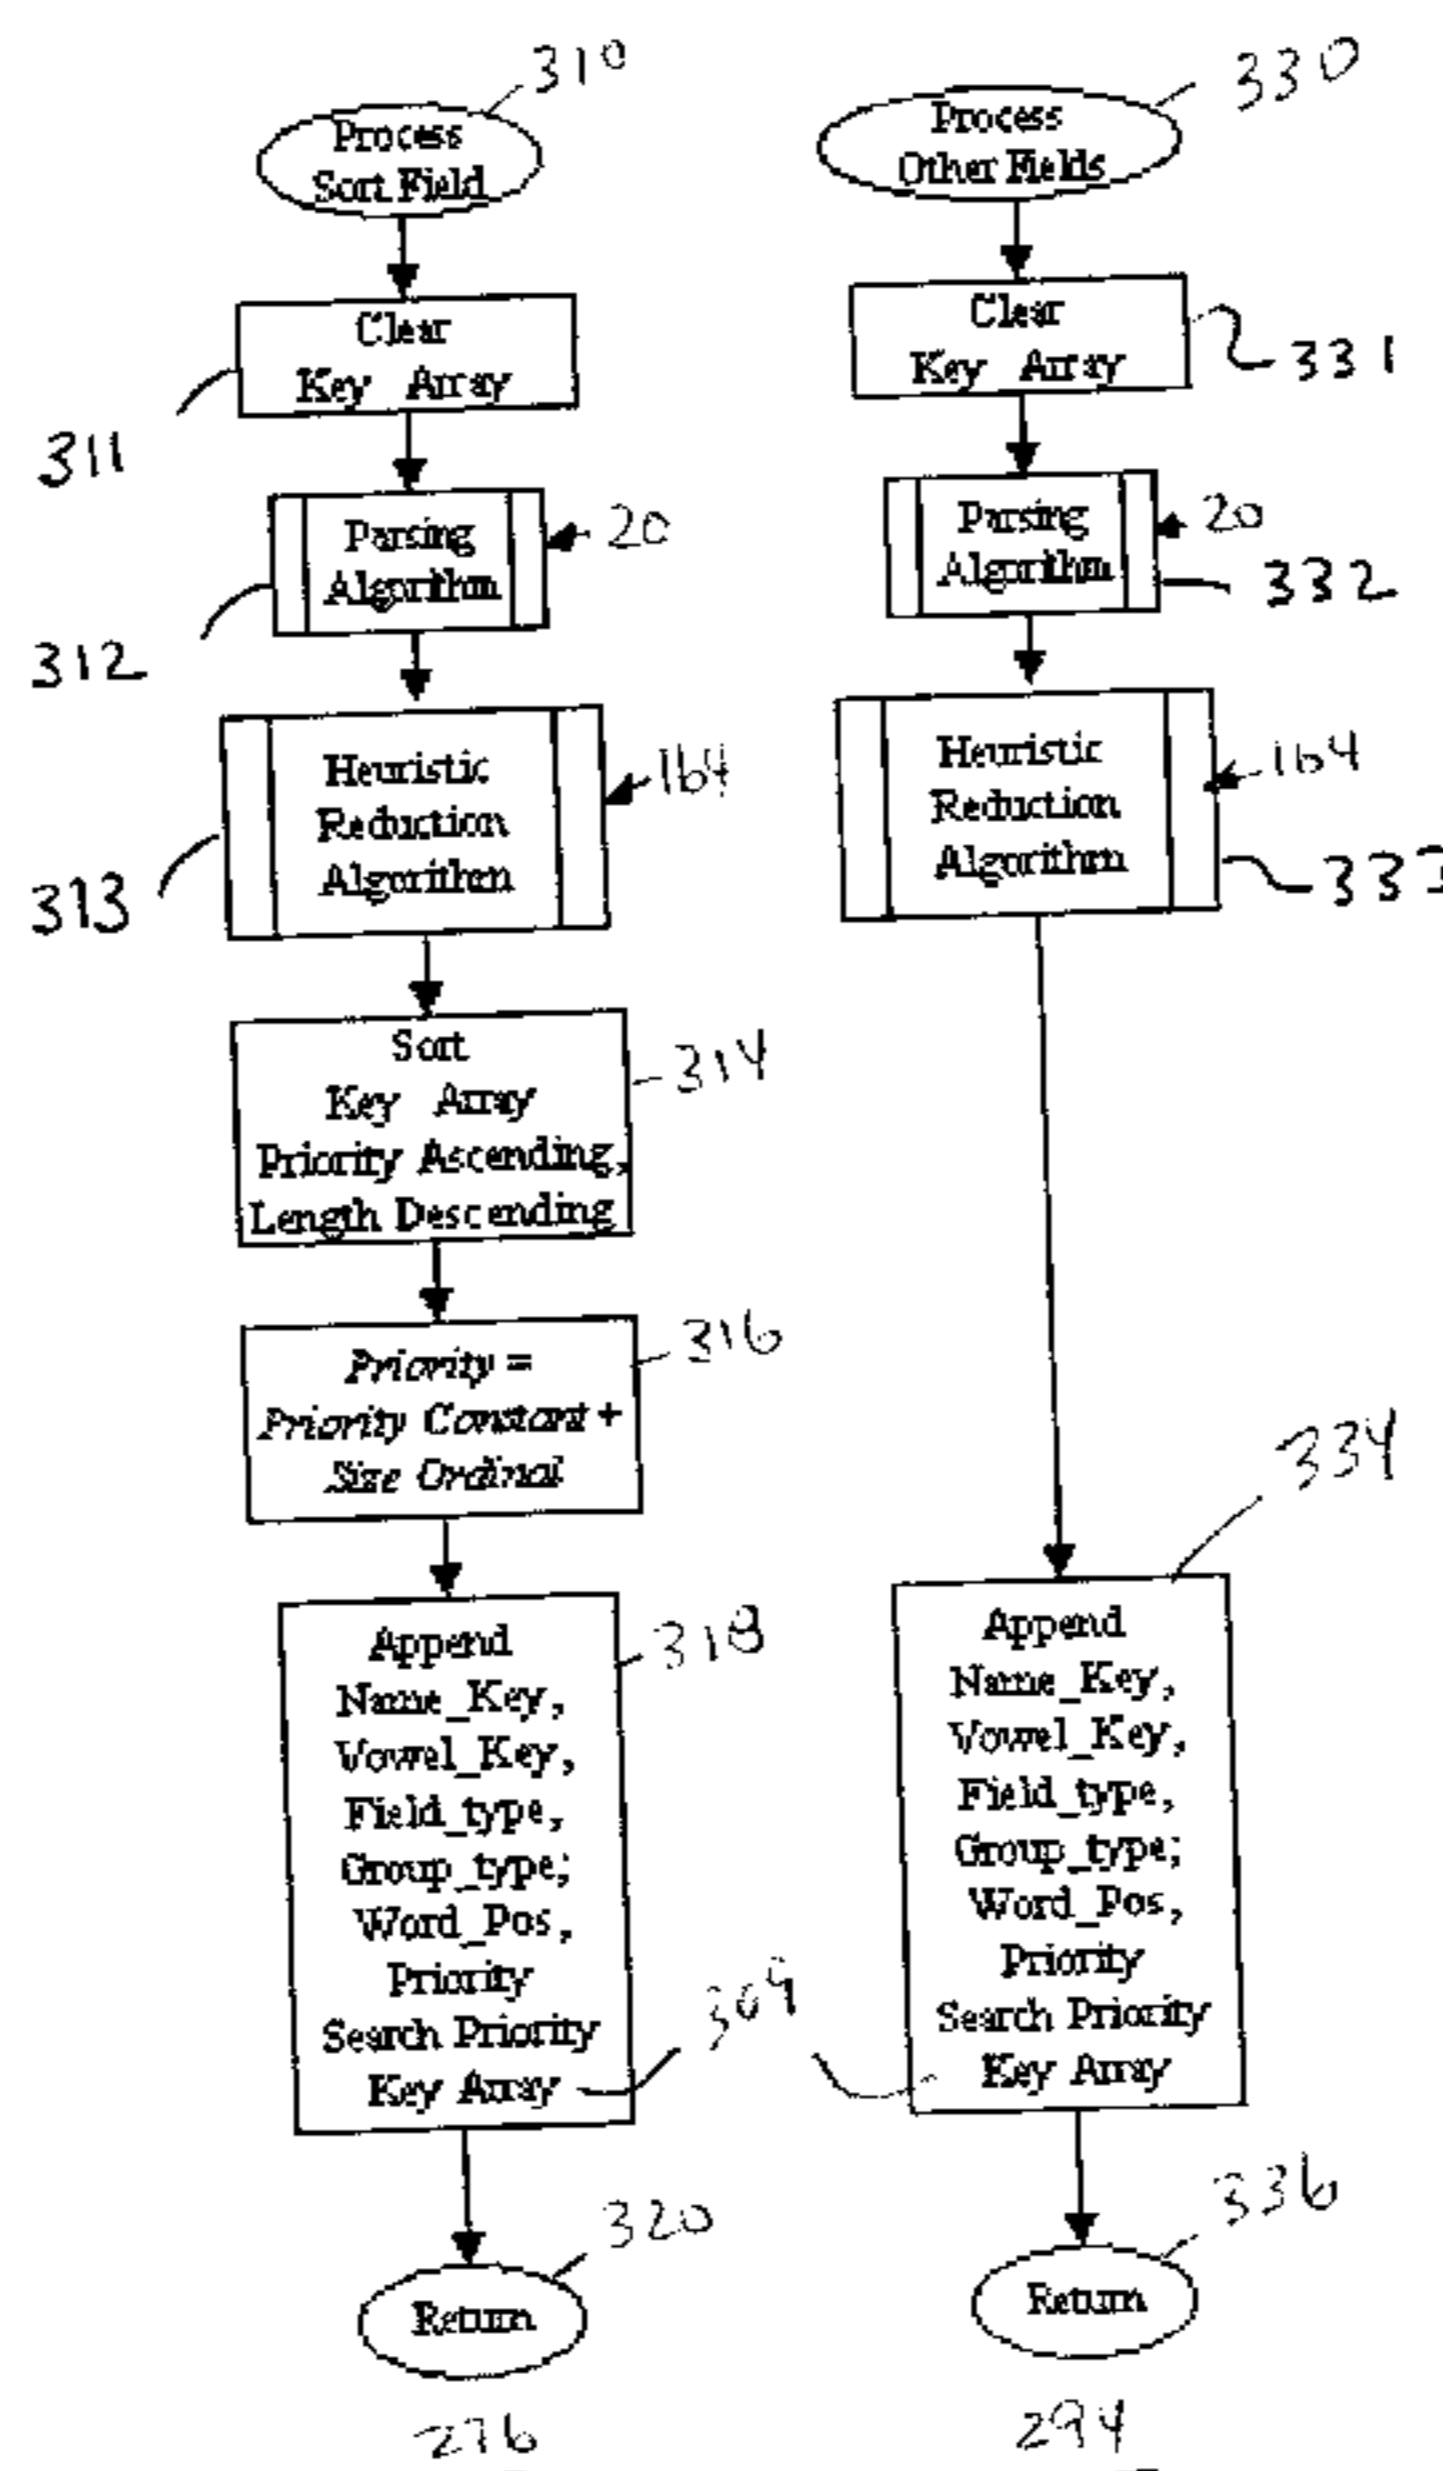 310
Process
Sort Field
Clear
Key Array
311
Parsing
Algorithm
20
312
Heuristic
Reduction
Algorithm
164
313
Sort
Key Array
Priority Ascending,
Length Descending
314
Priority =
Priority Constant +
Size Ordinal
316
Append
Name_Key,
Vowel_Key,
Field_type,
Group_type;
Word_Pos,
Priority
Search Priority
Key Array
318
309
Return
320
276
330
Process
Other Fields
Clear
Key Array
331
Parsing
Algorithm
20
332
Heuristic
Reduction
Algorithm
164
333
334
Append
Name_Key,
Vowel_Key,
Field_type,
Group_type;
Word_Pos,
Priority
Search Priority
Key Array
336
Return
294